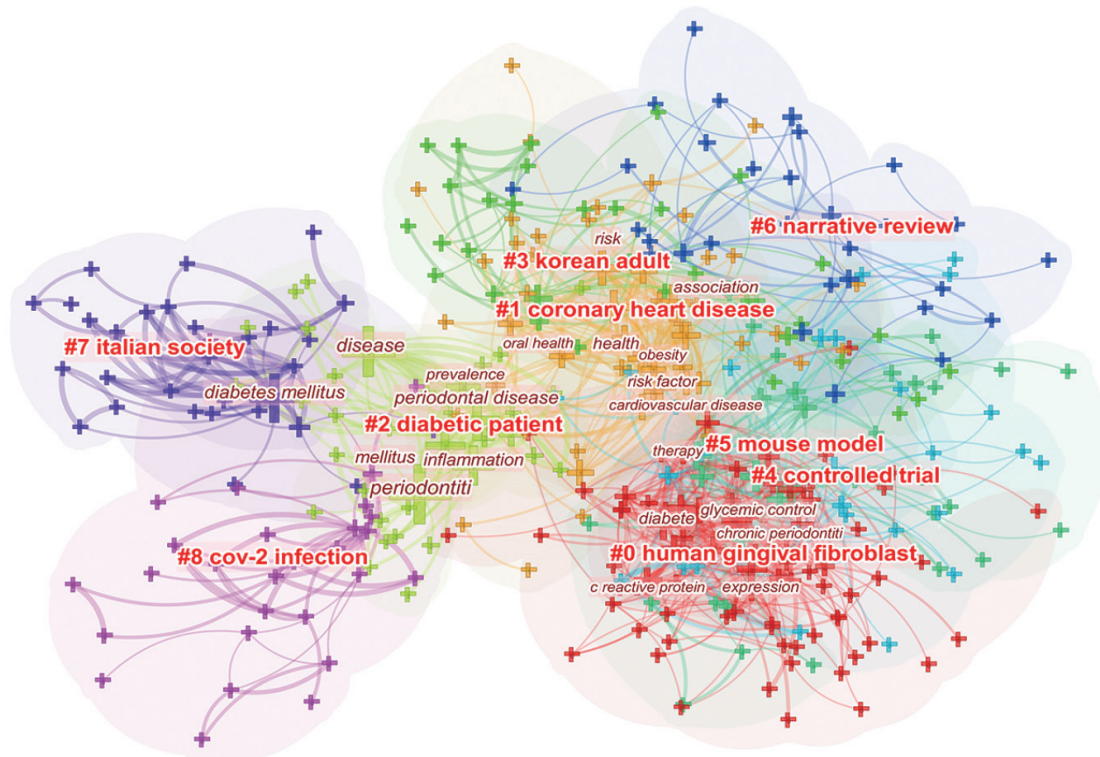 #6 narrative review
risk
#3 korean adult
association
#1 coronary heart disease
#7 italian society
disease
oral health
health
obesity
prevalence
risk factor
diabetes mellitus
periodontal disease
cardiovascular disease
#2 diabetic patient
#5 mouse model
therapy
mellitus
inflammation
#4 controlled trial
periodontiti
glycemic control
diabete
chronic periodontiti
#8 cov-2 infection
#0 human gingival fibroblast
c reactive protein
expression